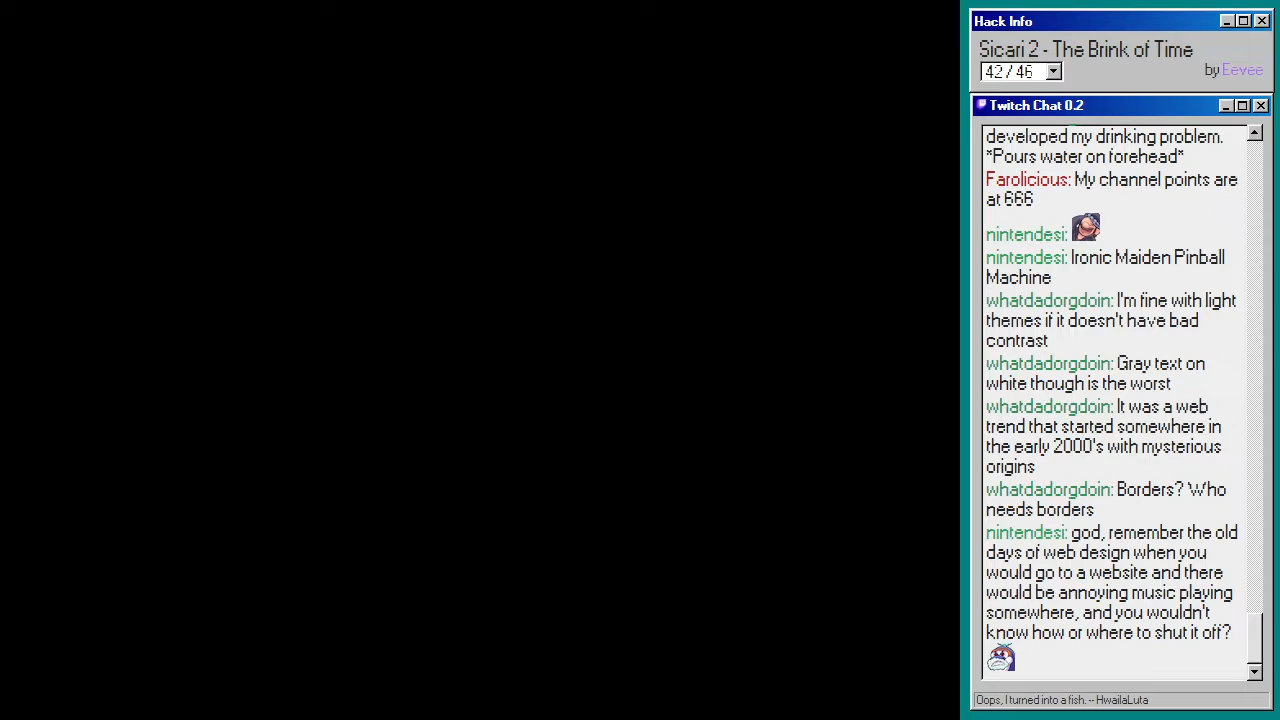 Hack Info
Sicari 2 - The Brink of Time
42 / 46
by Eevee
Twitch Chat 0.2
developed my drinking problem.
*Pours water on forehead*
Farolicious: My channel points are
at 666
nintendesi:
nintendesi: Ironic Maiden Pinball
Machine
whatdadorgdoin: I'm fine with light
themes if it doesn't have bad
contrast
whatdadorgdoin: Gray text on
white though is the worst
whatdadorgdoin: It was a web
trend that started somewhere in
the early 2000's with mysterious
origins
whatdadorgdoin: Borders? Who
needs borders
nintendesi: god, remember the old
days of web design when you
would go to a website and there
would be annoying music playing
somewhere, and you wouldn't
know how or where to shut it off?
Oops, I turned into a fish. -- HwailaLuta